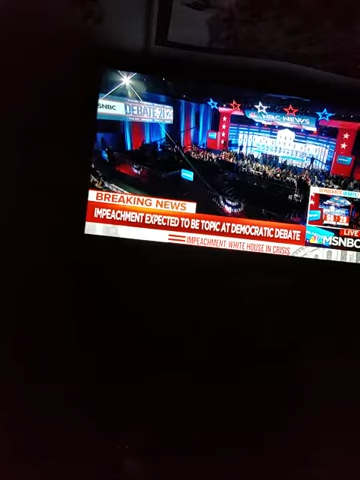 MSNBC
DEBATE
NBC NEWS
BREAKING NEWS
IMPEACHMENT EXPECTED TO BE TOPIC AT DEMOCRATIC DEBATE
LIVE
MSNBC
IMPEACHMENT: WHITE HOUSE IN CRISIS